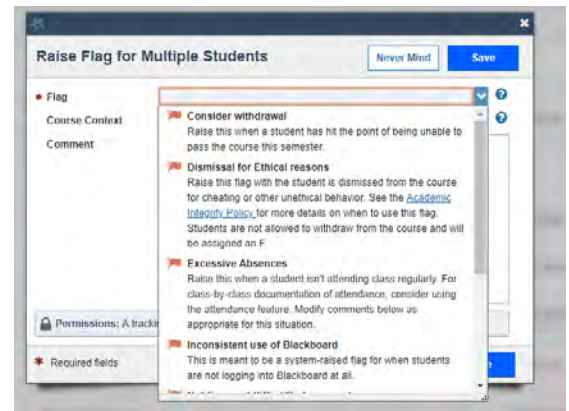 Raise Flag for Multiple Students
Never Mind
Save
Flag
Course Context
Comment
Consider withdrawal
Raise this when a student has hit the point of being unable to
pass the course this semester.
Dismissal for Ethical reasons
Raise this flag with the student is dismissed from the course
for cheating or other unethical behavior. See the Academic
Integrity Policy for more details on when to use this flag.
Students are not allowed to withdraw from the course and will
be assigned an F.
Excessive Absences
Raise this when a student isn't attending class regularly. For
class-by-class documentation of attendance, consider using
the attendance feature. Modify comments below as
appropriate for this situation.
Permissions: A
Inconsistent use of Blackboard
This is meant to be a system-raised flag for when students
are not logging into Blackboard at all.
* Required fields